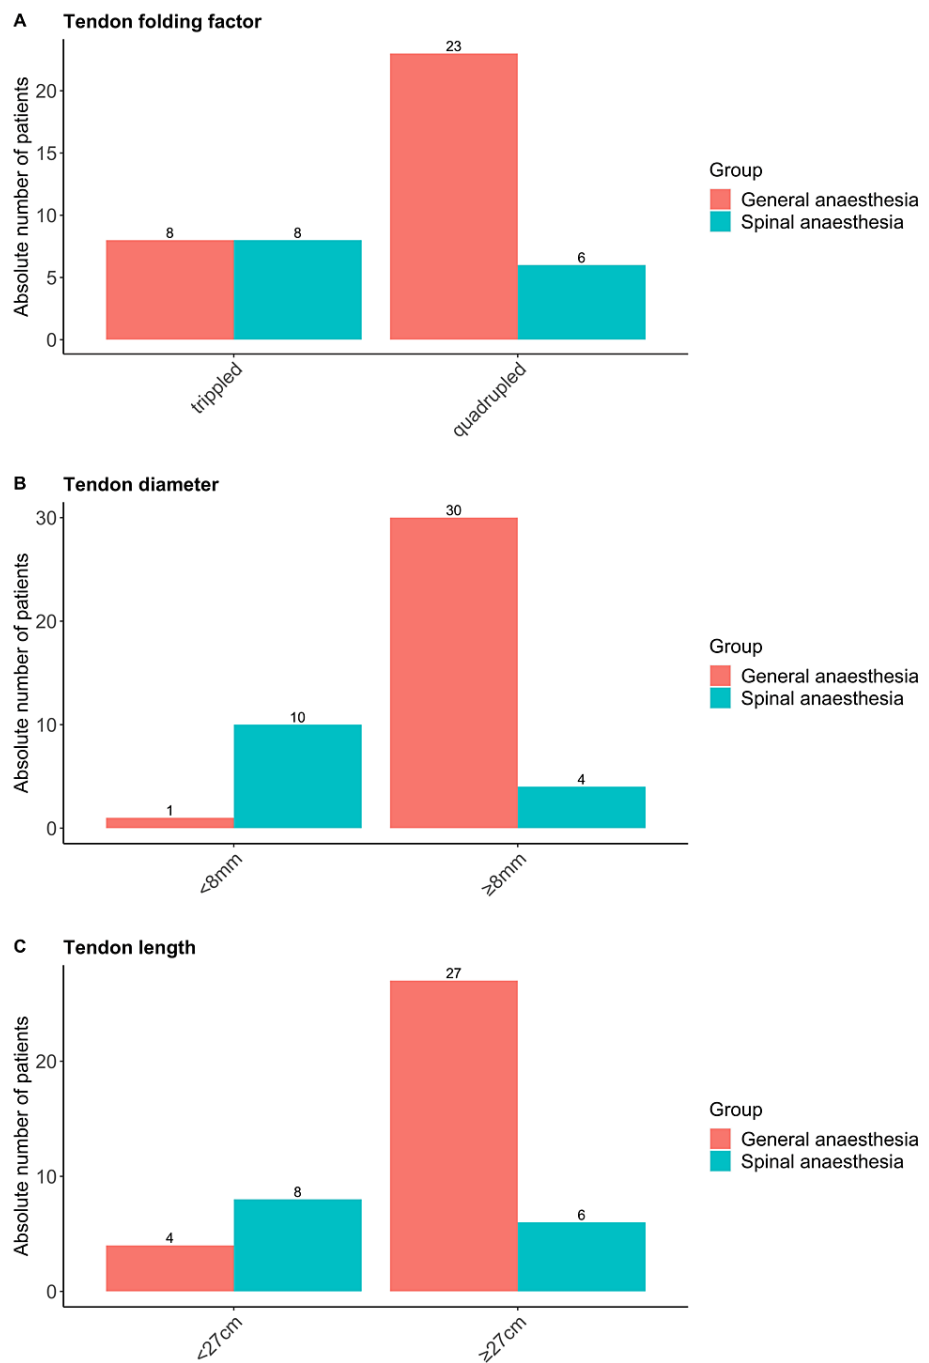 A Tendon folding factor
23
20
15
10
5
0
8
8
6
Absolute number of patients
trippled
quadrupled
Group
General anaesthesia
Spinal anaesthesia
B Tendon diameter
30
30
20
10
0
1
10
4
Absolute number of patients
<8mm
≥8mm
Group
General anaesthesia
Spinal anaesthesia
C Tendon length
27
20
10
0
4
8
6
Absolute number of patients
<27cm
≥27cm
Group
General anaesthesia
Spinal anaesthesia